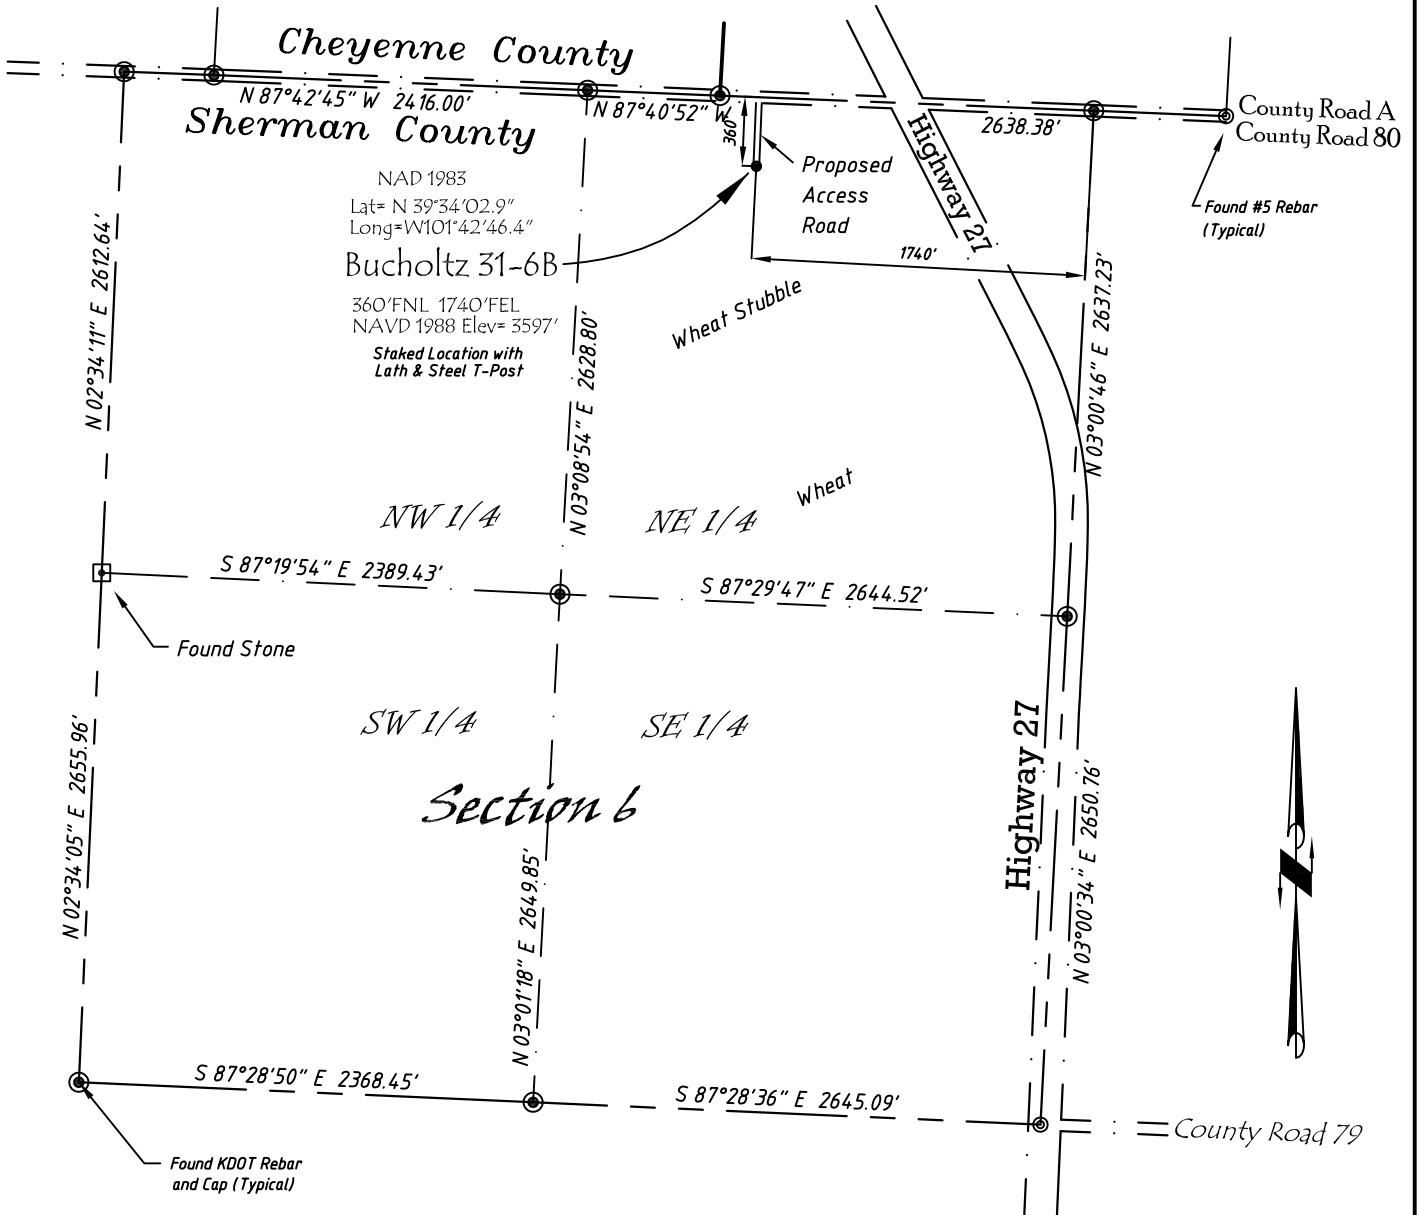 Cheyenne County
N 87°42'45" W 2416.00'
N 87°40'52" W
2638.38'
County Road A
County Road 80
Sherman County
360'
Highway 27
Proposed
Access
Road
Found #5 Rebar
(Typical)
NAD 1983
Lat= N 39°34'02.9"
Long=W101°42'46.4"
Bucholtz 31-6B
360'FNL 1740'FEL
NAVD 1988 Elev= 3597'
Staked Location with
Lath & Steel T-Post
1740'
N 02°34'11" E 2612.64'
N 03°08'54" E 2628.80'
N 03°00'46" E 2637.23'
Wheat Stubble
Wheat
NW 1/4
NE 1/4
S 87°19'54" E 2389.43'
S 87°29'47" E 2644.52'
Found Stone
SW 1/4
SE 1/4
Section 6
Highway 27
N 02°34'05" E 2655.96'
N 03°01'18" E 2649.85'
N 03°00'34" E 2650.76'
S 87°28'50" E 2368.45'
S 87°28'36" E 2645.09'
County Road 79
Found KDOT Rebar
and Cap (Typical)